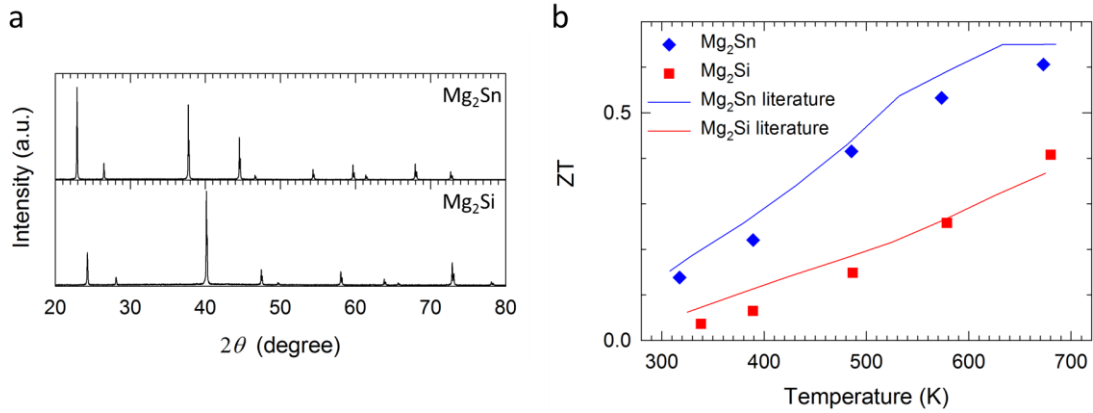 a
Mg₂Sn
Mg₂Si
Intensity (a.u.)
20 30 40 50 60 70 80
2θ (degree)
b
Mg₂Sn
Mg₂Si
Mg₂Sn literature
Mg₂Si literature
0.5
0.0
ZT
300 400 500 600 700
Temperature (K)